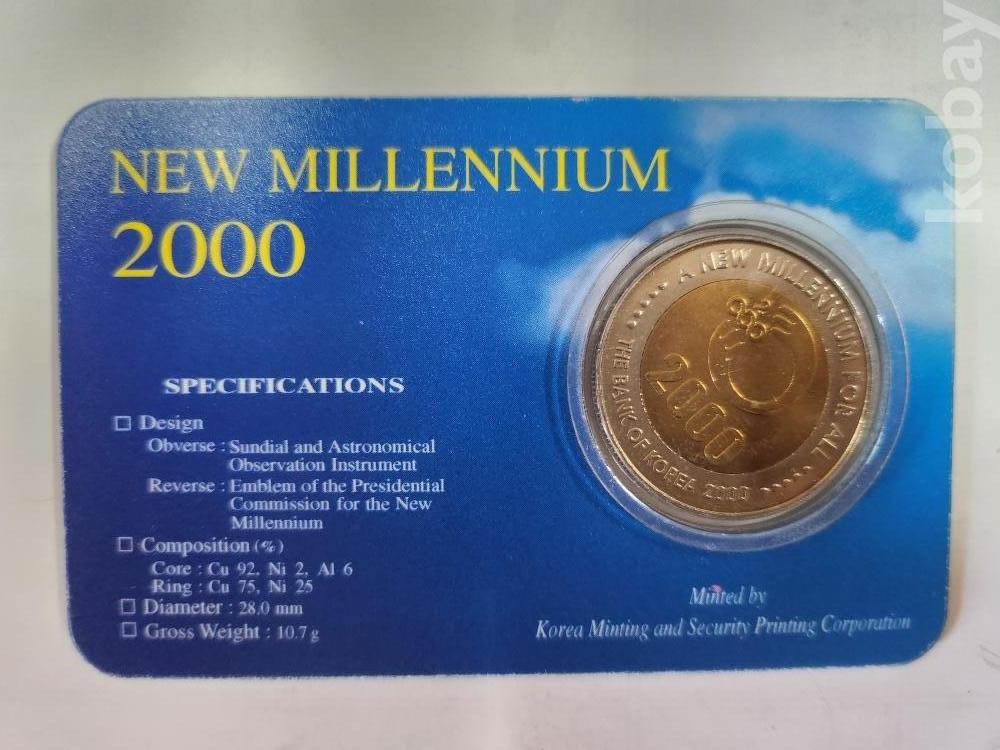 NEW MILLENNIUM
2000
SPECIFICATIONS
□ Design
Obverse : Sundial and Astronomical
Observation Instrument
Reverse : Emblem of the Presidential
Commission for the New
Millennium
□ Composition (%)
Core : Cu 92, Ni 2, Al 6
Ring : Cu 75, Ni 25
□ Diameter : 28.0 mm
□ Gross Weight : 10.7 g
A NEW MILLENNIUM FOR ALL
2000
THE BANK OF KOREA 2000
Minted by
Korea Minting and Security Printing Corporation
kobay